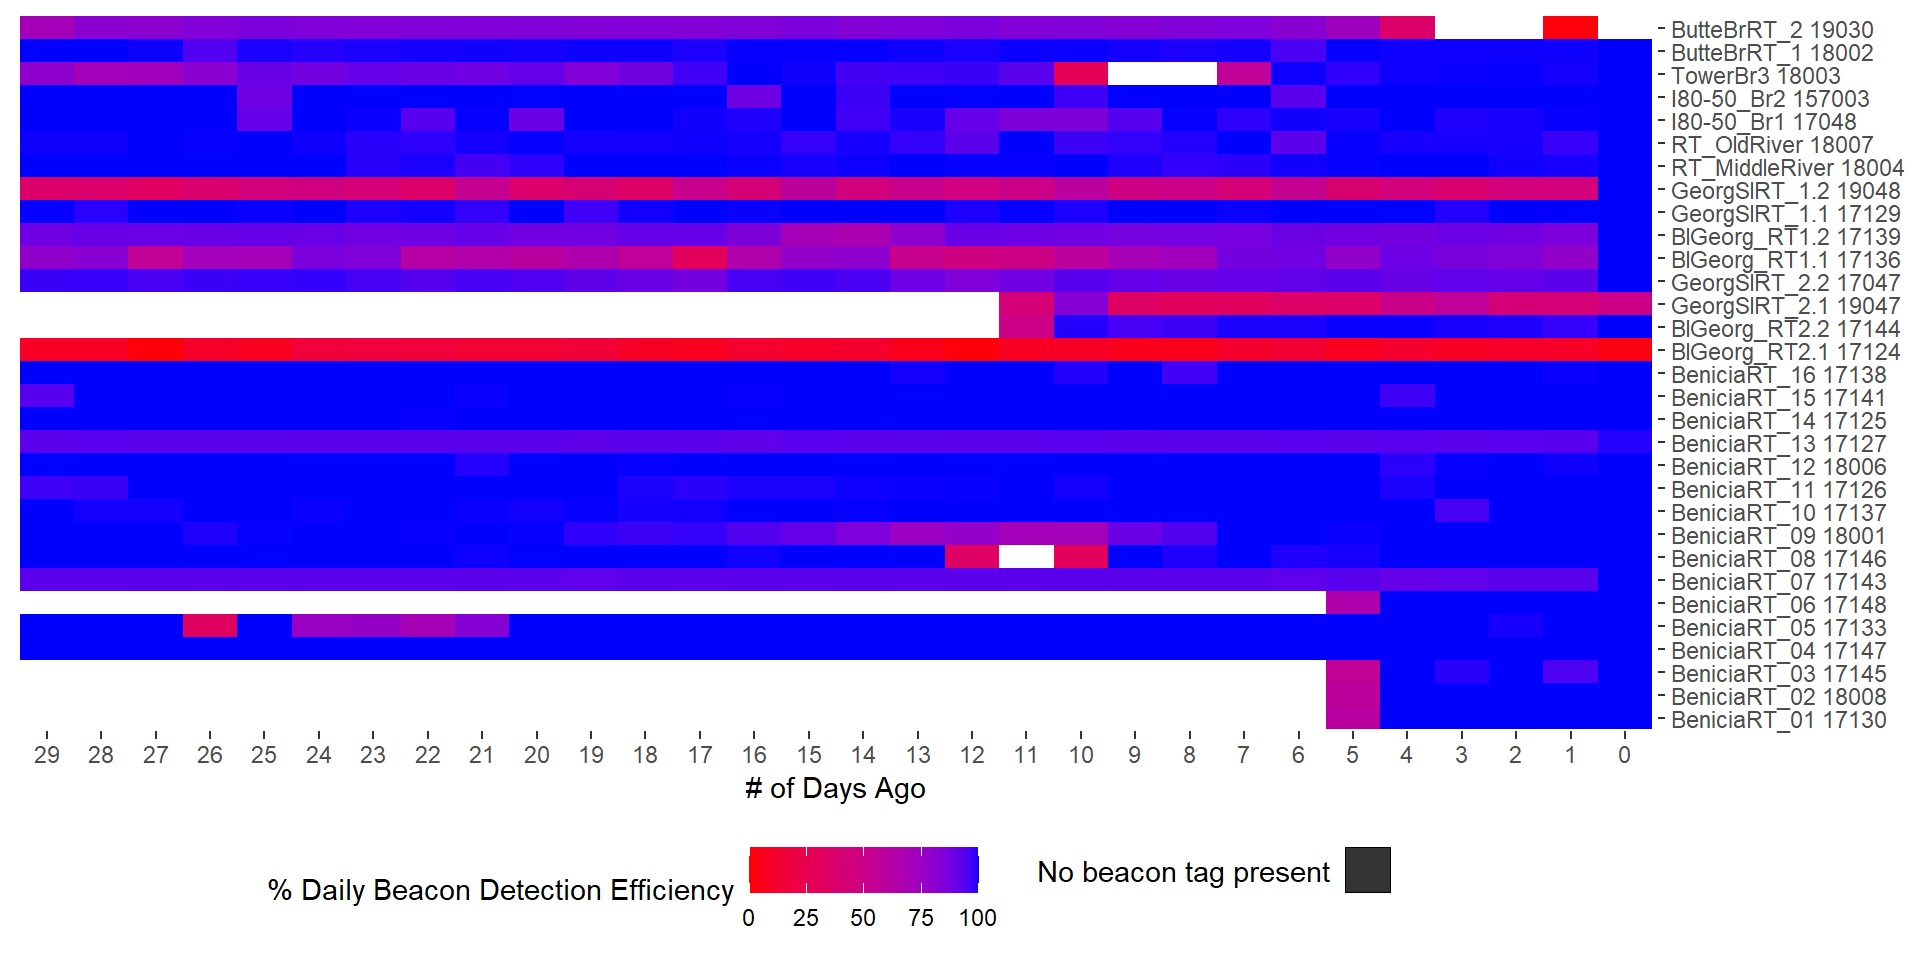 ButteBrRT_2 19030
ButteBrRT_1 18002
TowerBr3 18003
I80-50_Br2 157003
I80-50_Br1 17048
RT_OldRiver 18007
RT_MiddleRiver 18004
GeorgSlRT_1.2 19048
GeorgSlRT_1.1 17129
BlGeorg_RT1.2 17139
BlGeorg_RT1.1 17136
GeorgSlRT_2.2 17047
GeorgSlRT_2.1 19047
BlGeorg_RT2.2 17144
BlGeorg_RT2.1 17124
BeniciaRT_16 17138
BeniciaRT_15 17141
BeniciaRT_14 17125
BeniciaRT_13 17127
BeniciaRT_12 18006
BeniciaRT_11 17126
BeniciaRT_10 17137
BeniciaRT_09 18001
BeniciaRT_08 17146
BeniciaRT_07 17143
BeniciaRT_06 17148
BeniciaRT_05 17133
BeniciaRT_04 17147
BeniciaRT_03 17145
BeniciaRT_02 18008
BeniciaRT_01 17130
29 28 27 26 25 24 23 22 21 20 19 18 17 16 15 14 13 12 11 10 9 8 7 6 5 4 3 2 1 0
# of Days Ago
% Daily Beacon Detection Efficiency
0 25 50 75 100
No beacon tag present